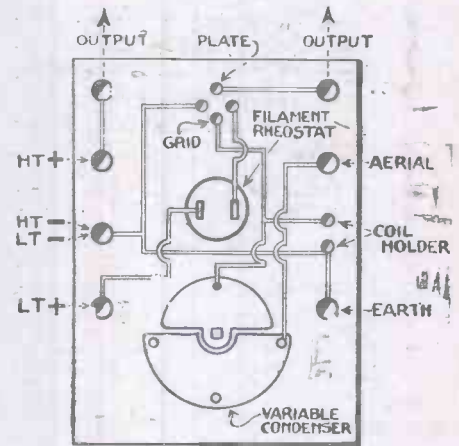 OUTPUT
PLATE
OUTPUT
GRID
FILAMENT
RHEOSTAT
HT+
AERIAL
HT-
LT-
COIL
HOLDER
LT+
EARTH
VARIABLE
CONDENSER